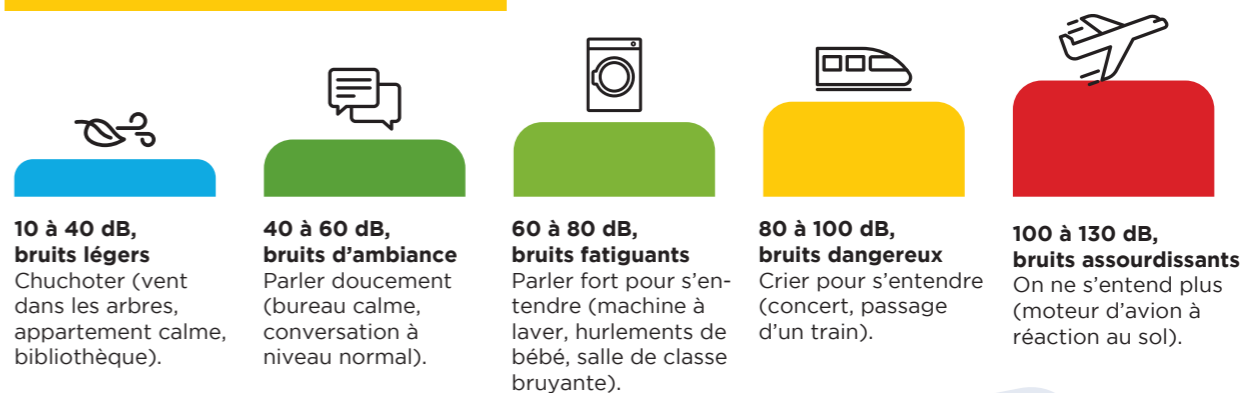 10 à 40 dB,
bruits légers
Chuchoter (vent
dans les arbres,
appartement calme,
bibliothèque).
40 à 60 dB,
bruits d'ambiance
Parler doucement
(bureau calme,
conversation à
niveau normal).
60 à 80 dB,
bruits fatiguants
Parler fort pour s'en-
tendre (machine à
laver, hurlements de
bébé, salle de classe
bruyante).
80 à 100 dB,
bruits dangereux
Crier pour s'entendre
(concert, passage
d'un train).
100 à 130 dB,
bruits assourdissants
On ne s'entend plus
(moteur d'avion à
réaction au sol).